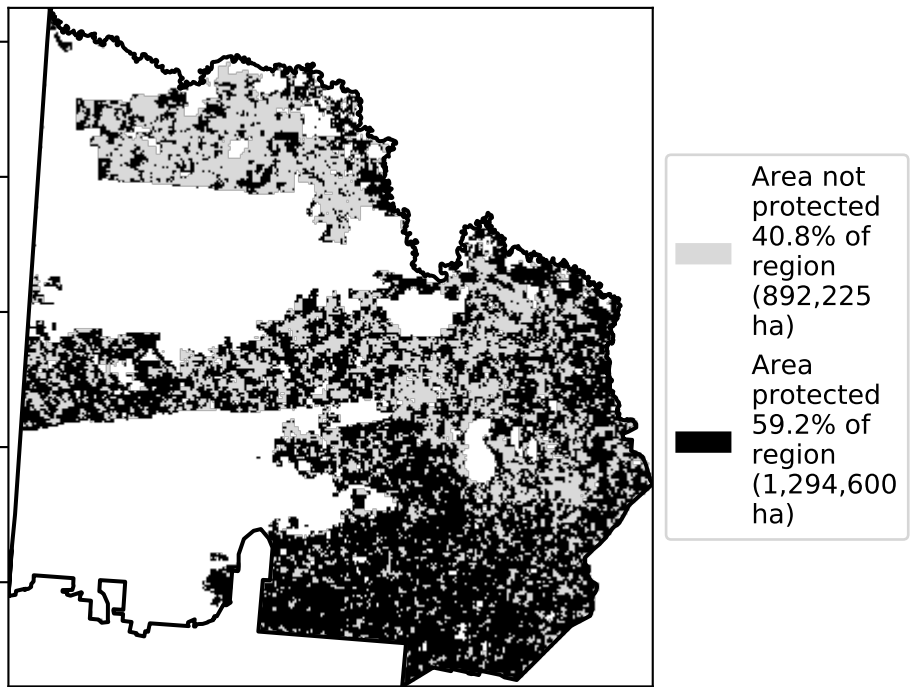 Area not
protected
40.8% of
region
(892,225
ha)
Area
protected
59.2% of
region
(1,294,600
ha)